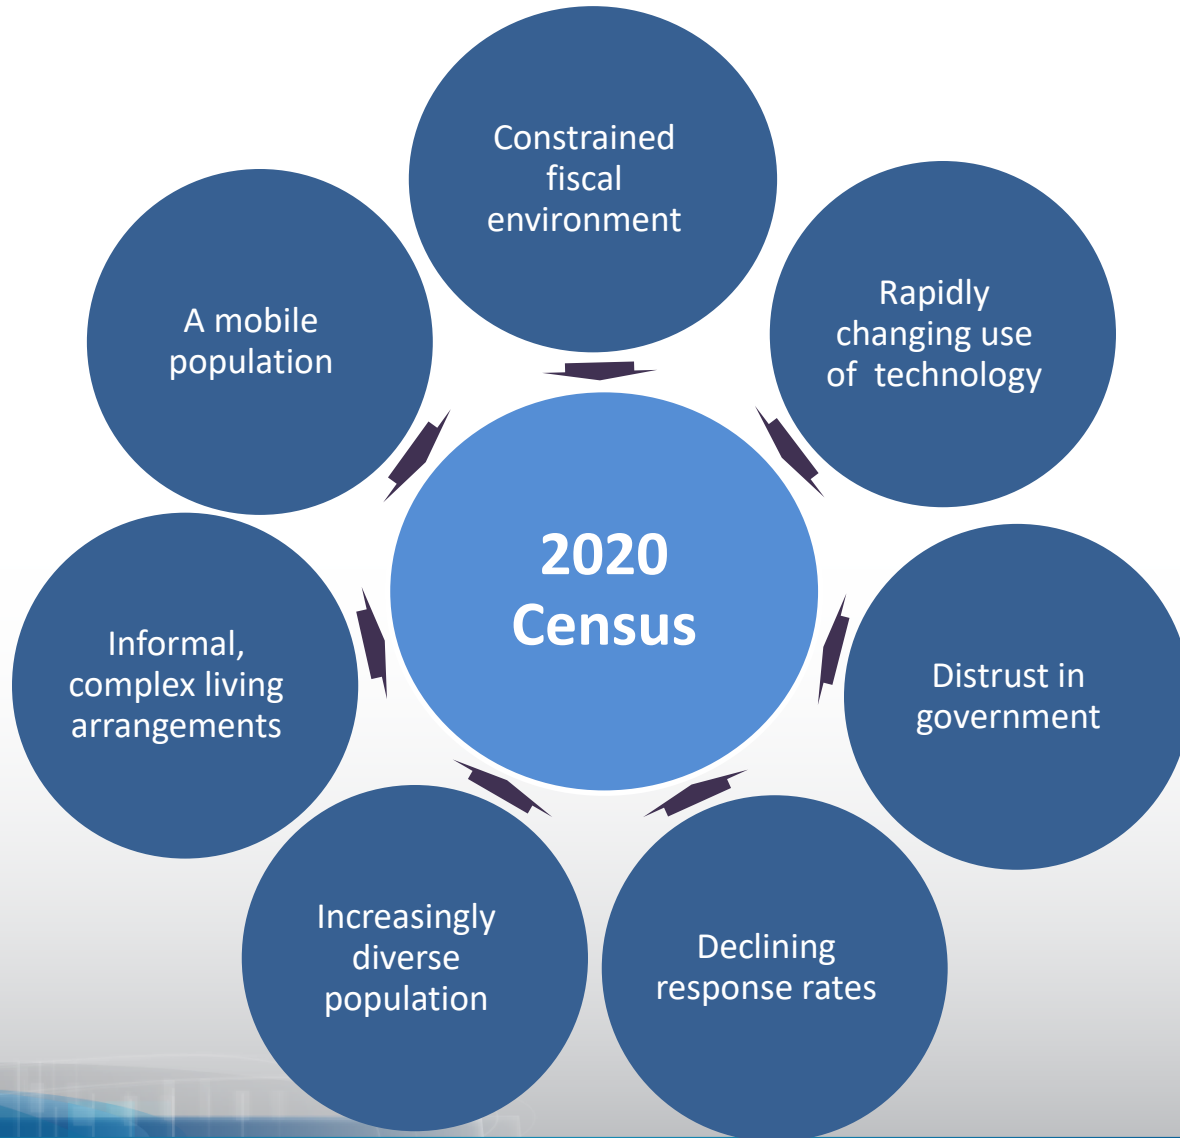 Constrained
fiscal
environment
Rapidly
changing use
of technology
Distrust in
government
Declining
response rates
Increasingly
diverse
population
Informal,
complex living
arrangements
A mobile
population
2020
Census